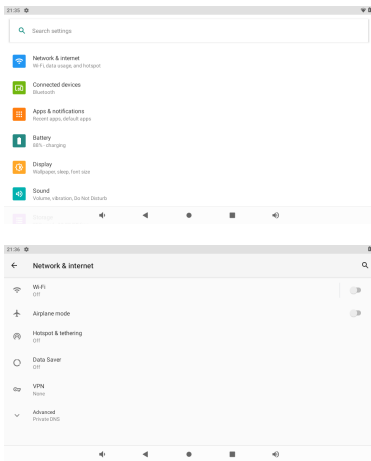 21:35
Search settings
Network & internet
Wi-Fi, data usage, and hotspot
Connected devices
Bluetooth
Apps & notifications
Recent apps, default apps
Battery
88% - charging
Display
Wallpaper, sleep, font size
Sound
Volume, vibration, Do Not Disturb
Storage
21:36
Network & internet
Wi-Fi
Off
Airplane mode
Hotspot & tethering
Off
Data Saver
Off
VPN
None
Advanced
Private DNS